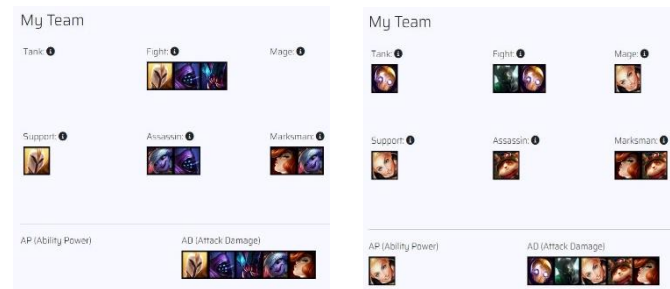 My Team
Tank:
Fight:
Mage:
Support:
Assassin:
Marksman:
AP (Ability Power)
AD (Attack Damage)
My Team
Tank:
Fight:
Mage:
Support:
Assassin:
Marksman:
AP (Ability Power)
AD (Attack Damage)